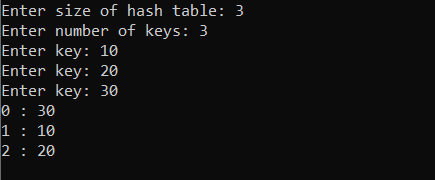 Enter size of hash table: 3
Enter number of keys: 3
Enter key: 10
Enter key: 20
Enter key: 30
0 : 30
1 : 10
2 : 20